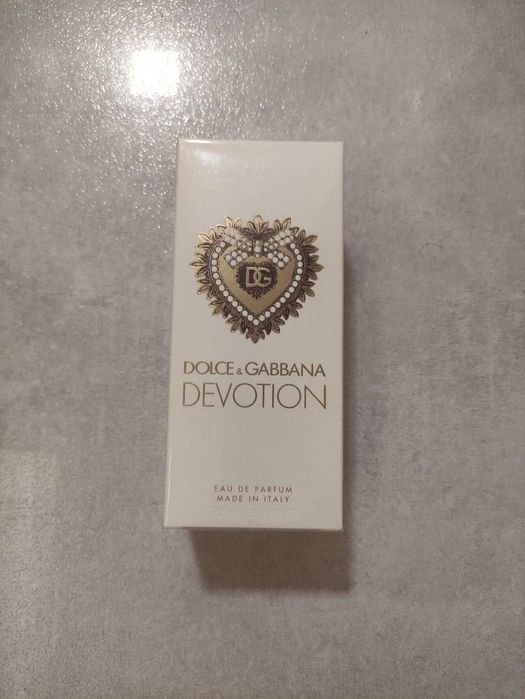 DG
DOLCE & GABBANA
DEVOTION
EAU DE PARFUM
MADE IN ITALY